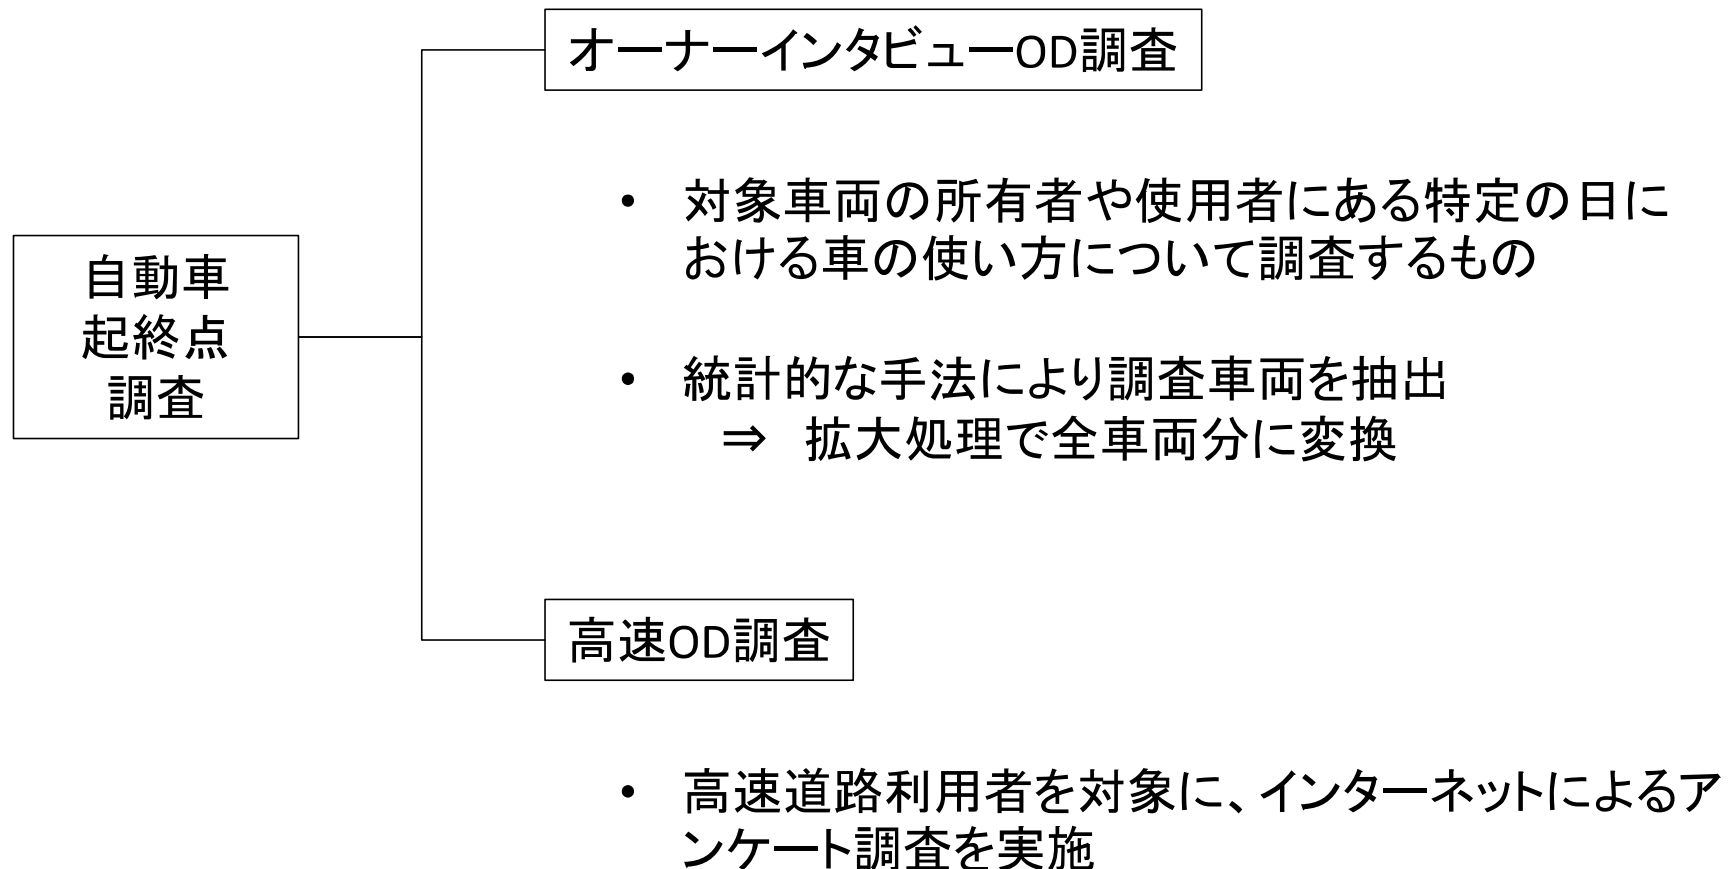 オーナーインタビューOD調査
• 対象車両の所有者や使用者にある特定の日に
おける車の使い方について調査するもの
自動車
起終点
調査
• 統計的な手法により調査車両を抽出
⇒ 拡大処理で全車両分に変換
高速OD調査
• 高速道路利用者を対象に、インターネットによるア
ンケート調査を実施